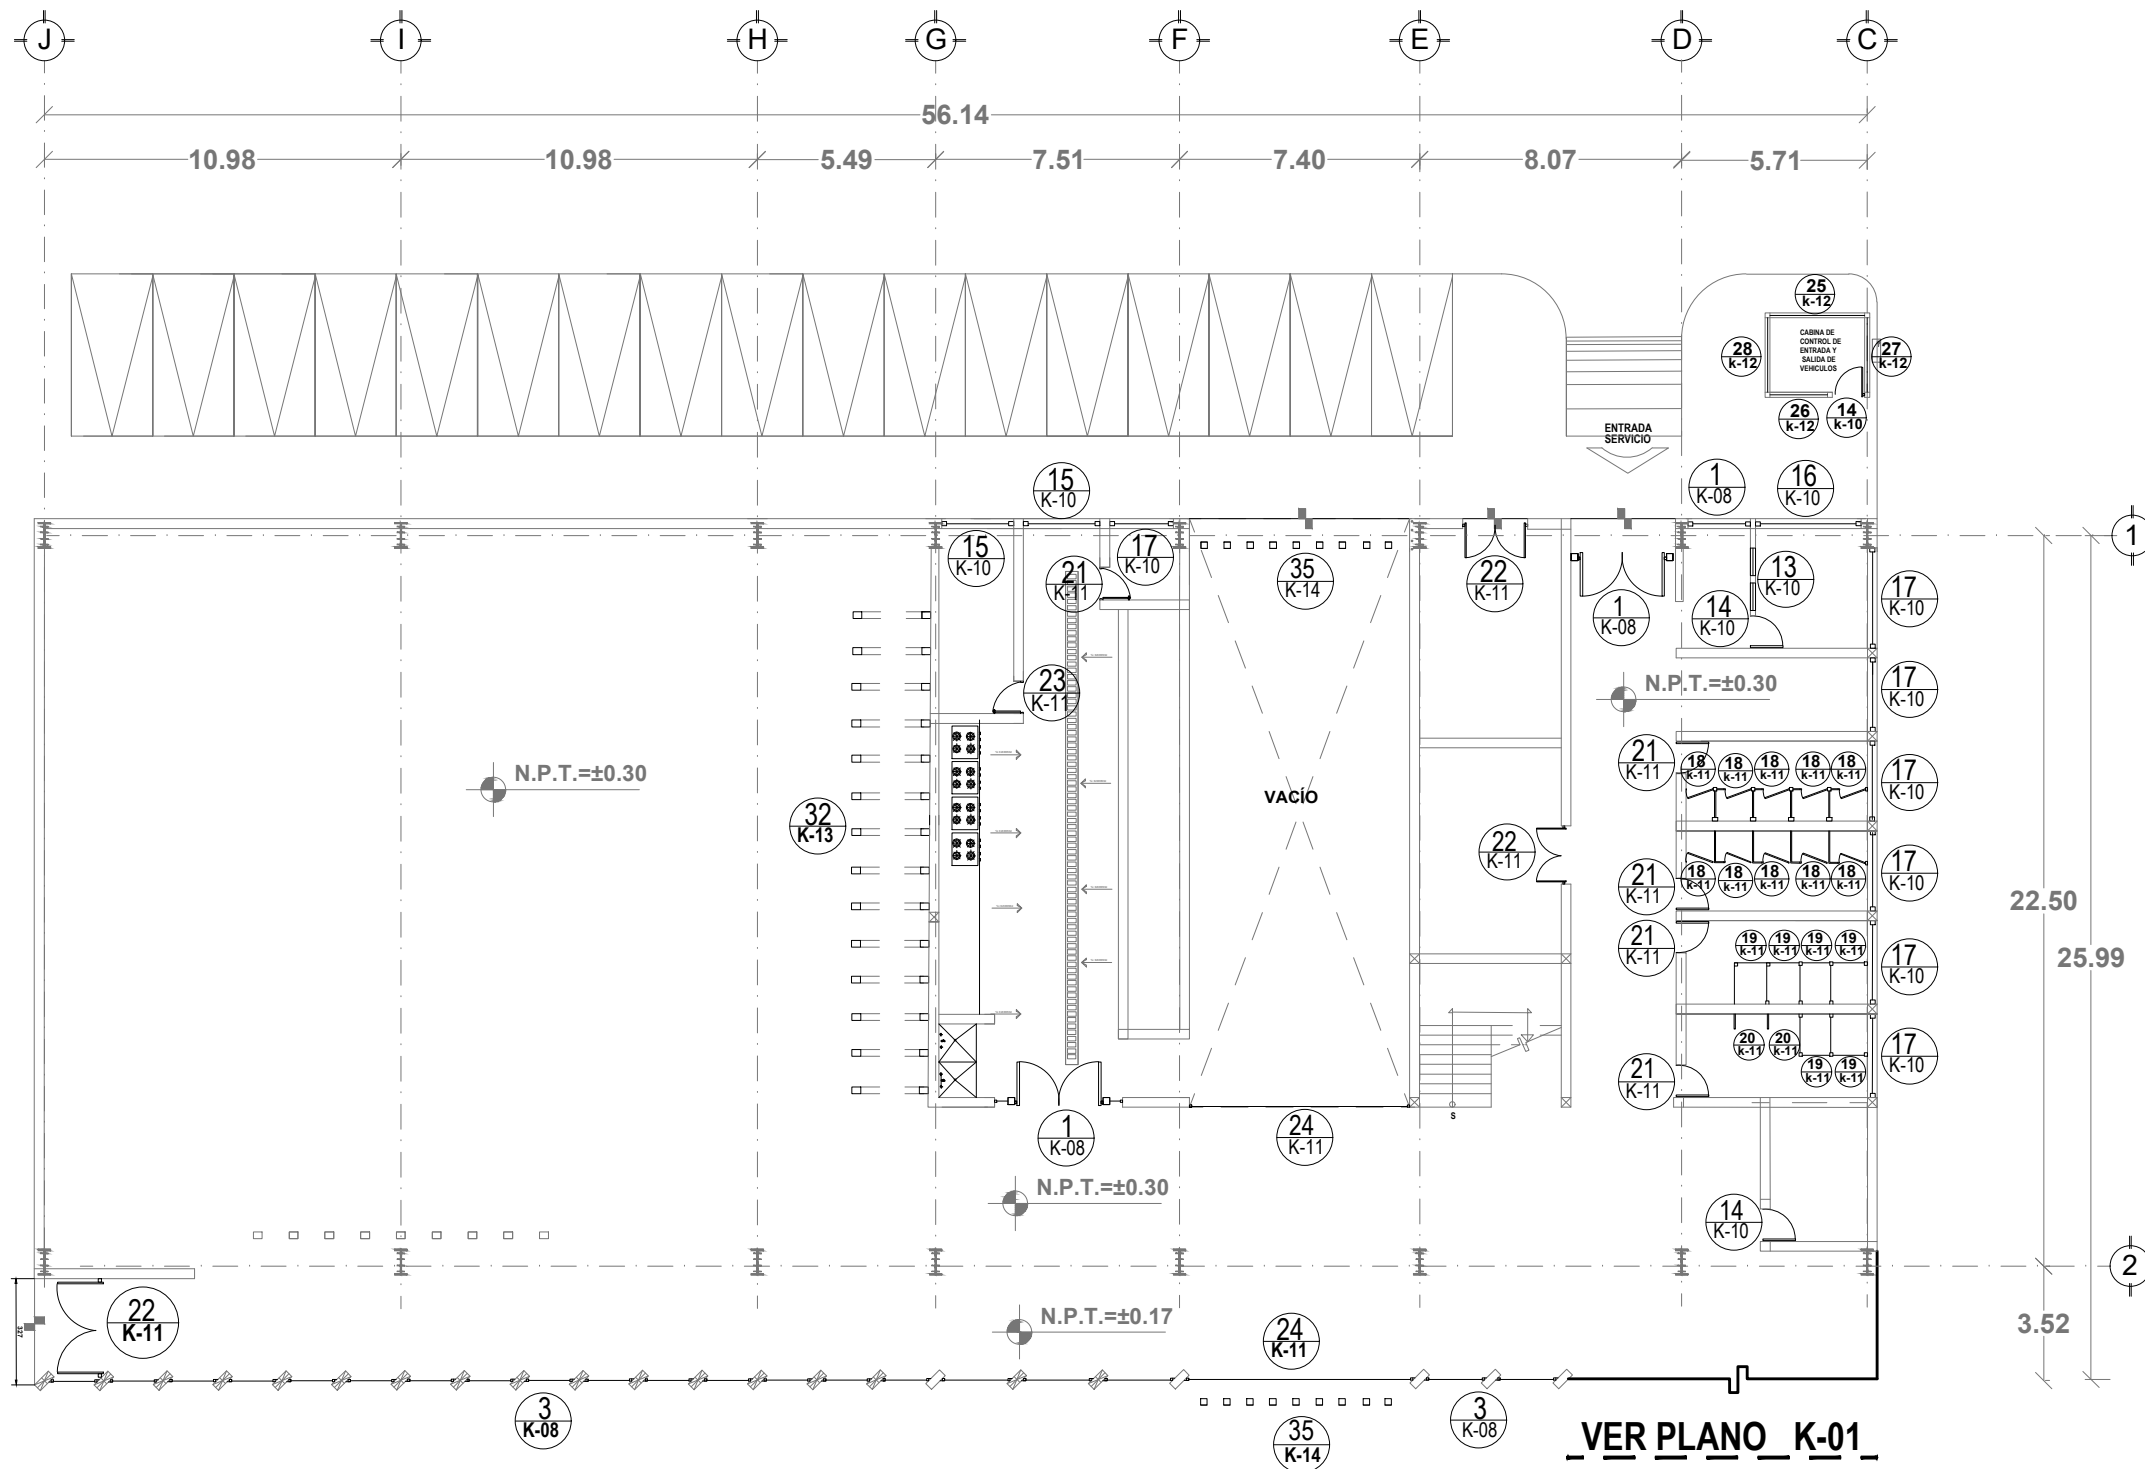 J I H G F E D C
56.14
10.98 10.98 5.49 7.51 7.40 8.07 5.71
25
k-12
CABINA DE
CONTROL DE
ENTRADA Y
SALIDA DE
VEHICULOS
28
k-12
27
k-12
26
k-12
14
k-10
ENTRADA
SERVICIO
15
K-10
1
K-08
16
K-10
1
15
K-10
21
K-11
17
K-10
35
K-14
22
K-11
1
K-08
14
K-10
13
K-10
17
K-10
23
K-11
N.P.T.=±0.30
17
K-10
N.P.T.=±0.30
32
K-13
VACÍO
22
K-11
21
K-11
18
k-11
18
k-11
18
k-11
18
k-11
18
k-11
17
K-10
21
K-11
18
k-11
18
k-11
18
k-11
18
k-11
18
k-11
17
K-10
22.50
25.99
21
K-11
19
k-11
19
k-11
19
k-11
19
k-11
17
K-10
20
k-11
20
k-11
19
k-11
19
k-11
17
K-10
21
K-11
S
1
K-08
24
K-11
N.P.T.=±0.30
14
K-10
2
327
22
K-11
N.P.T.=±0.17
24
K-11
3.52
3
K-08
35
K-14
3
K-08
VER PLANO K-01